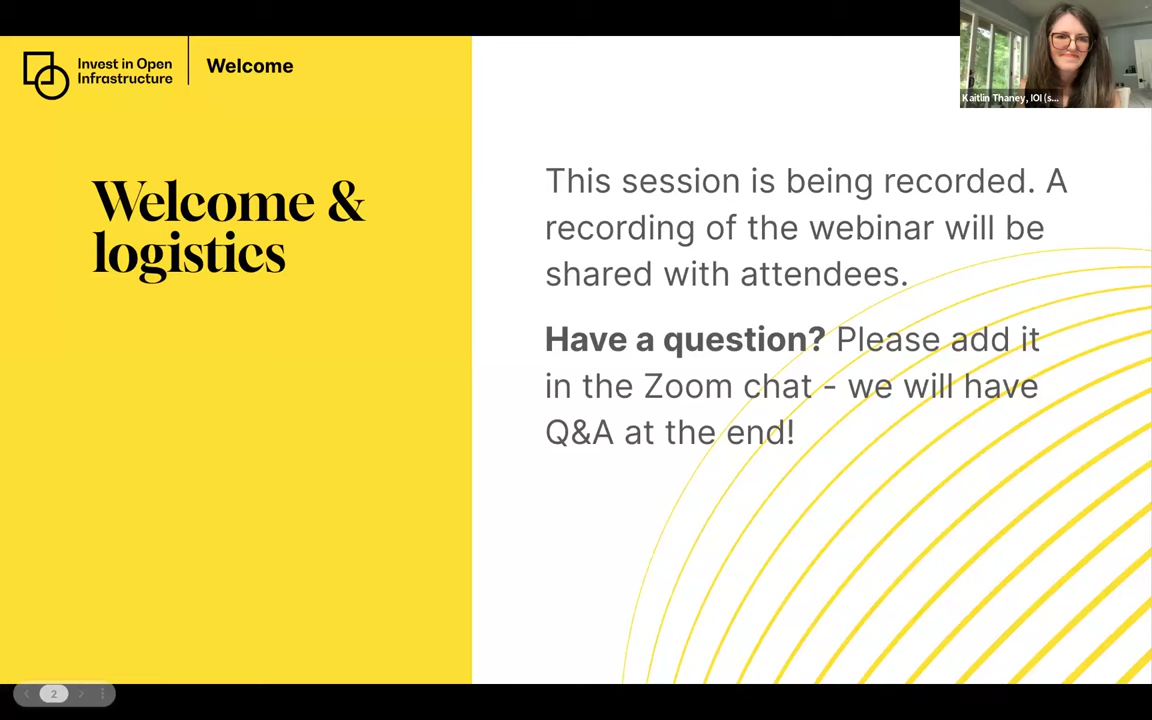 Invest in Open
Infrastructure
Welcome
Kaitlin Thaney, IOI (s...
Welcome &
logistics
This session is being recorded. A
recording of the webinar will be
shared with attendees.
Have a question? Please add it
in the Zoom chat - we will have
Q&A at the end!
2